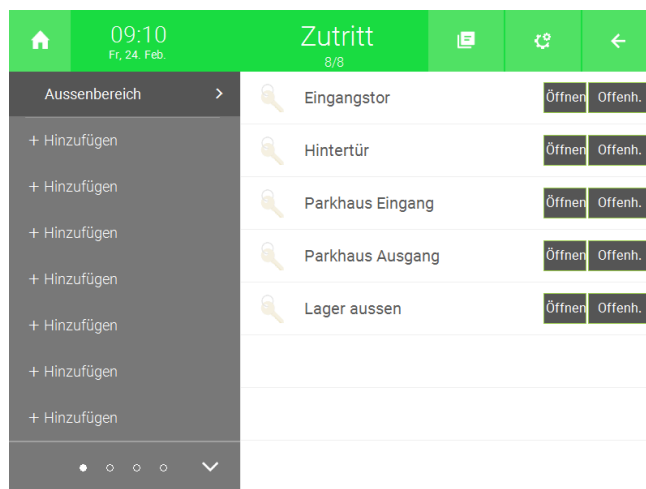 09:10
Fr, 24. Feb.
Zutritt
8/8
Aussenbereich
+ Hinzufügen
+ Hinzufügen
+ Hinzufügen
+ Hinzufügen
+ Hinzufügen
+ Hinzufügen
+ Hinzufügen
Eingangstor Öffnen Offenh.
Hintertür Öffnen Offenh.
Parkhaus Eingang Öffnen Offenh.
Parkhaus Ausgang Öffnen Offenh.
Lager aussen Öffnen Offenh.